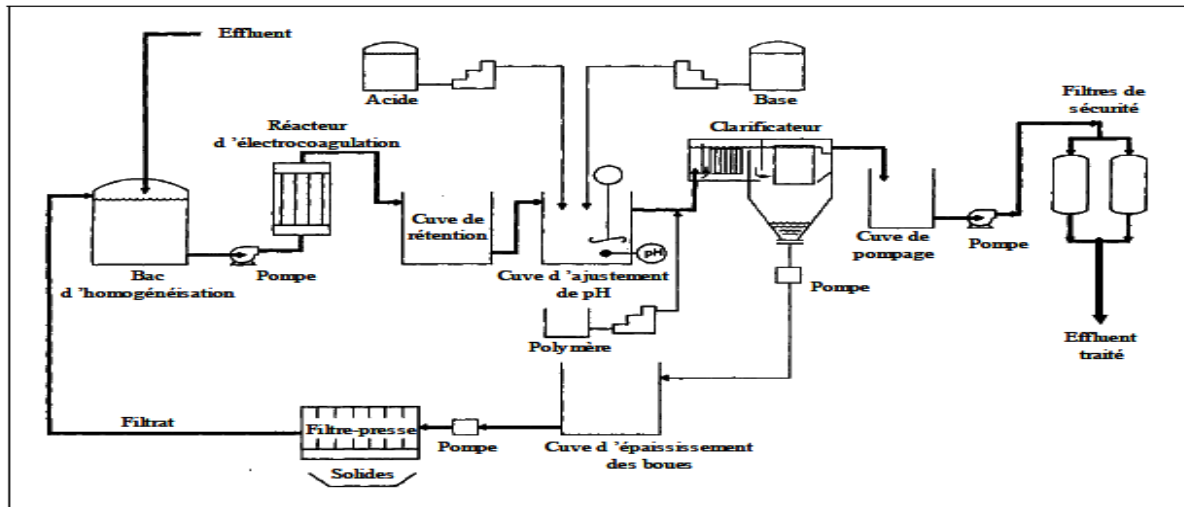 Effluent
Acide
Base
Filtres de
sécurité
Réacteur
d ’électrocoagulation
Clarificateur
Cuve de
rétention
pH
Bac
d ’homogénéisation
Pompe
Cuve d ’ajustement
de pH
Pompe
Cuve de
pompage
Pompe
Polymère
Effluent
traité
Filtrat
Filtre-presse
Pompe
Cuve d ’épaississement
des boues
Solides